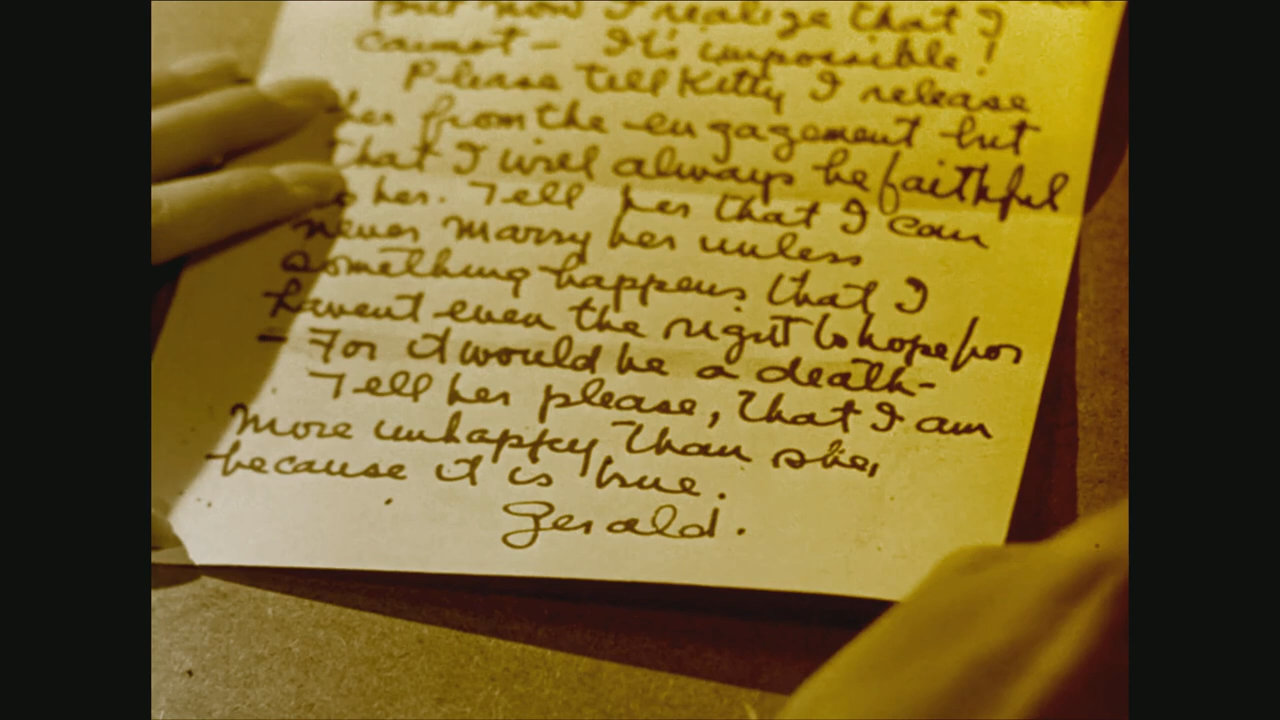 But now I realize that I
cannot - It's impossible!
Please tell Kitty I release
her from the engagement but
that I will always be faithful
to her. Tell her that I can
never marry her unless
something happens that I
havent even the right to hope for
- For it would be a death-
Tell her please, that I am
more unhappy than she,
because it is true.
Gerald.